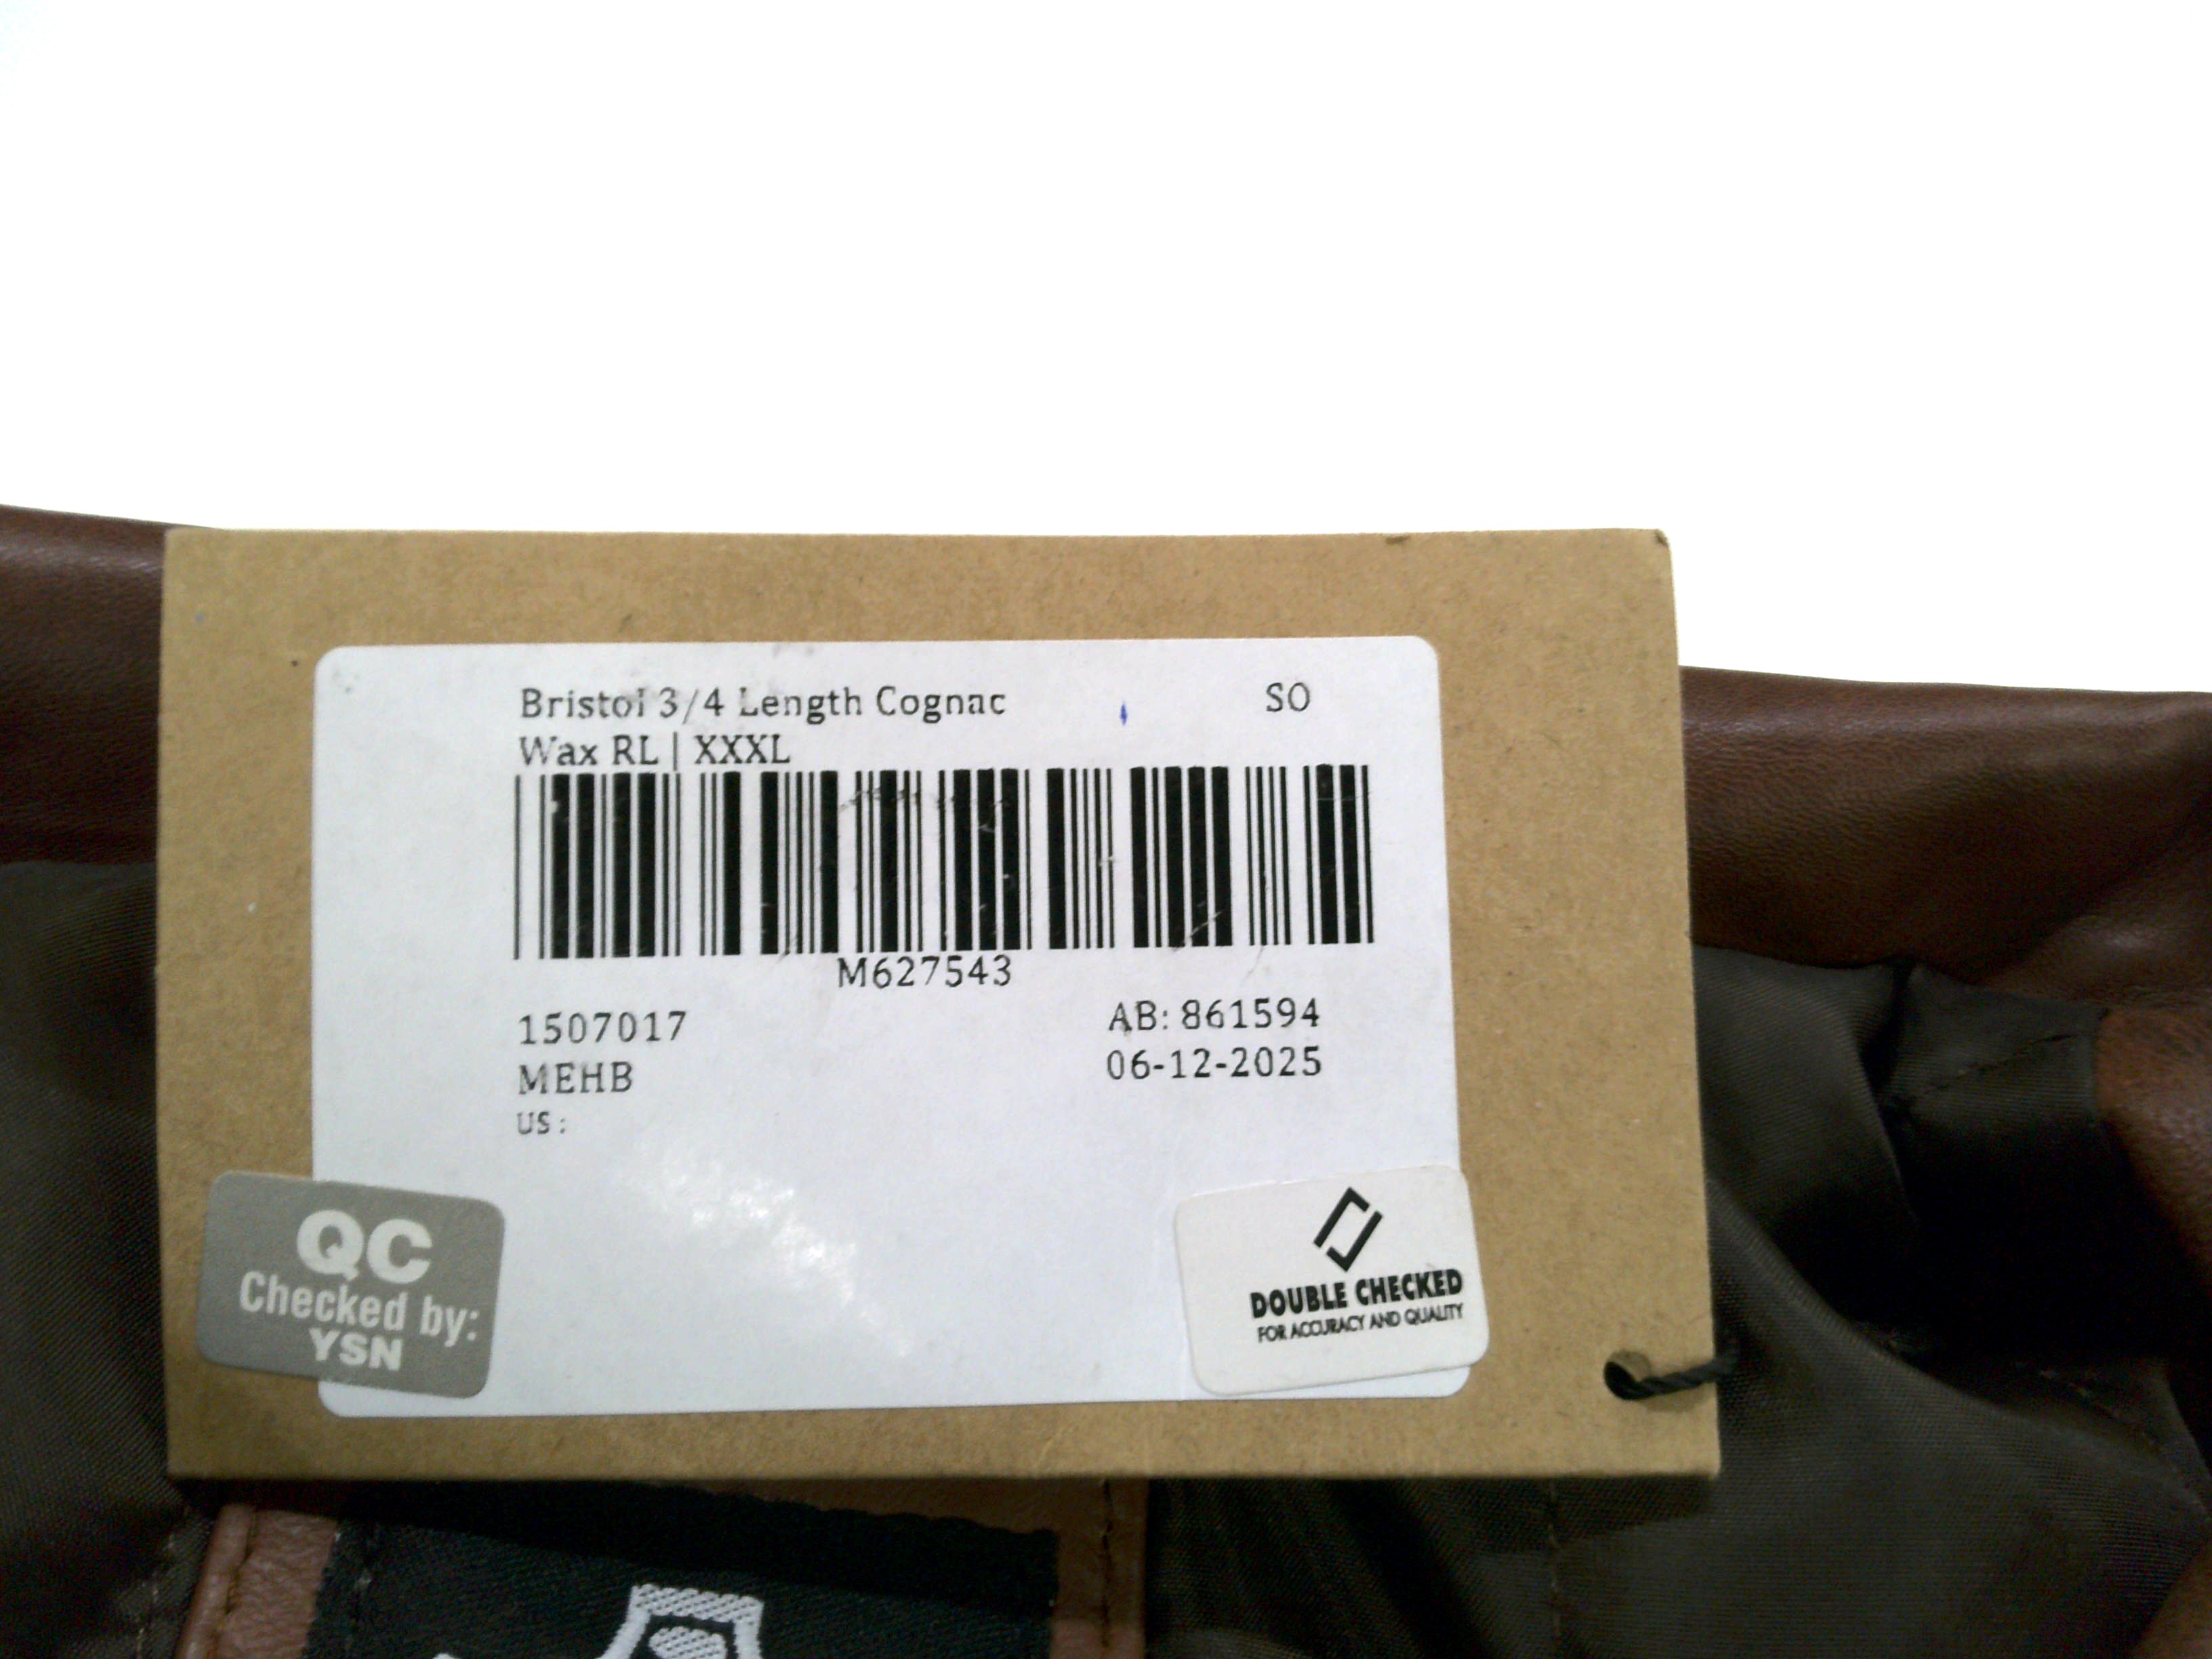 Bristol 3/4 Length Cognac SO
Wax RL | XXXL
M627543
1507017 AB: 861594
MEHB 06-12-2025
US :
QC
Checked by:
YSN
DOUBLE CHECKED
FOR ACCURACY AND QUALITY